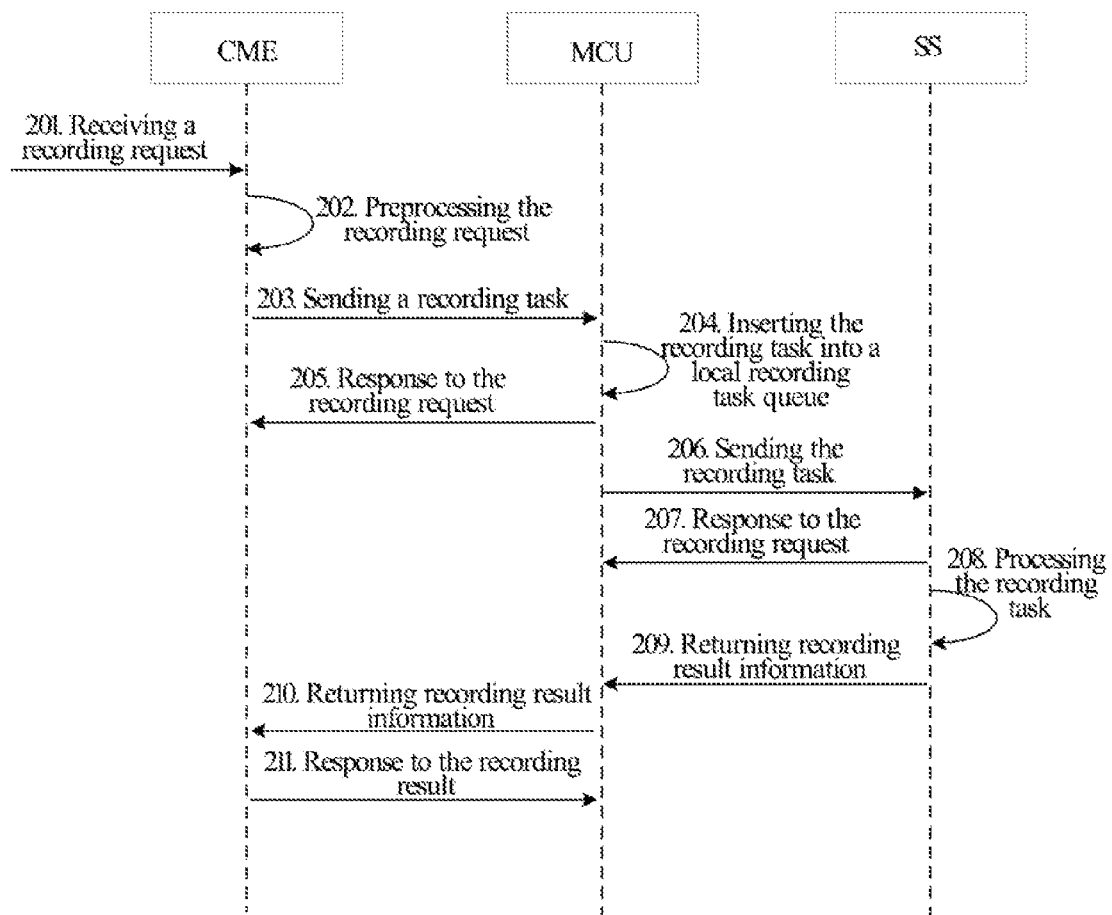 CME
MCU
SS
201. Receiving a
recording request
202. Preprocessing the
recording request
203. Sending a recording task
204. Inserting the
recording task into a
local recording
task queue
205. Response to the
recording request
206. Sending the
recording task
207. Response to the
recording request
208. Processing
the recording
task
209. Returning recording
result information
210. Returning recording result
information
211. Response to the recording
result